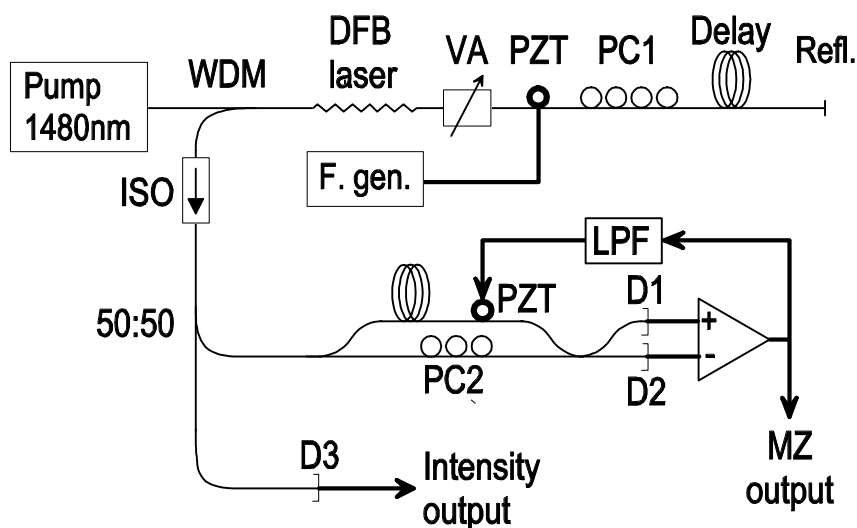 Pump
1480nm
WDM
DFB
laser
VA
PZT
PC1
Delay
Refl.
F. gen.
ISO
LPF
50:50
PZT
PC2
D1
+
-
D2
MZ
output
D3
Intensity
output